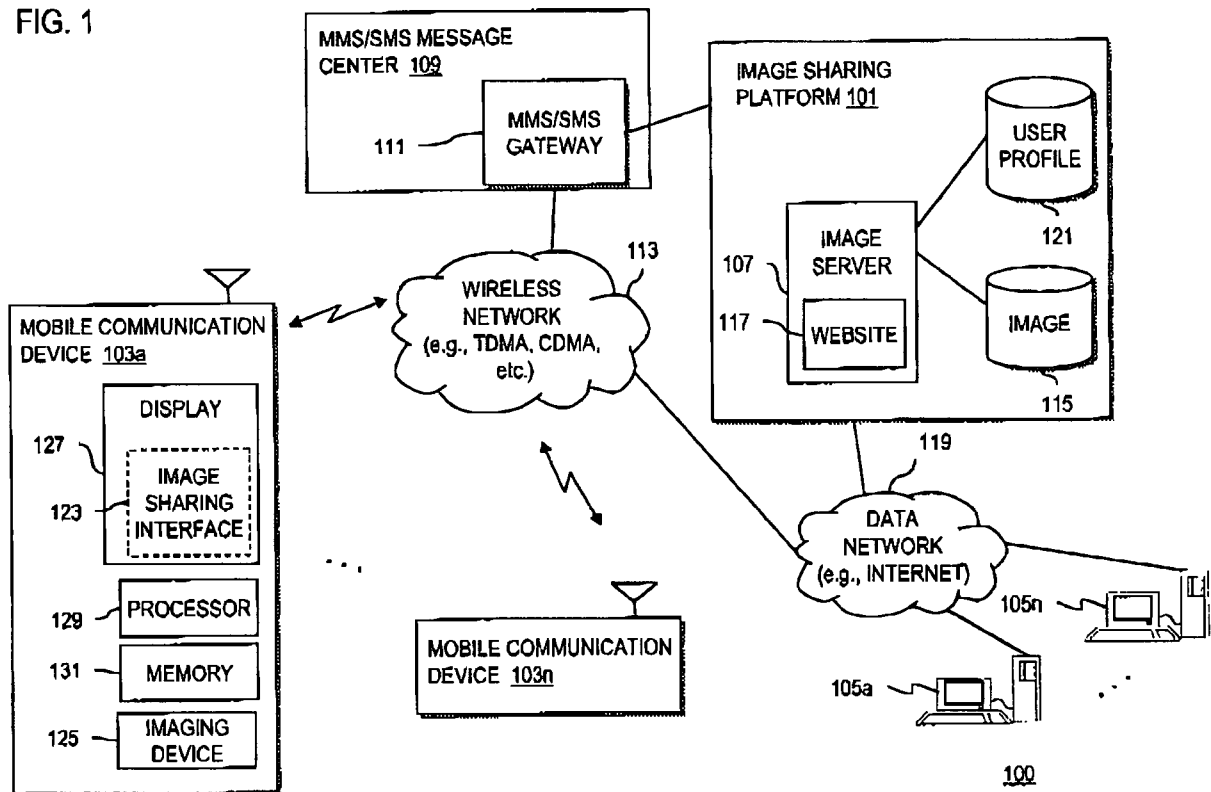 FIG. 1
MMS/SMS MESSAGE
CENTER 109
111
MMS/SMS
GATEWAY
IMAGE SHARING
PLATFORM 101
USER
PROFILE
121
107
IMAGE
SERVER
117
WEBSITE
IMAGE
115
113
WIRELESS
NETWORK
(e.g., TDMA, CDMA,
etc.)
MOBILE COMMUNICATION
DEVICE 103a
DISPLAY
127
123
IMAGE
SHARING
INTERFACE
129
PROCESSOR
131
MEMORY
125
IMAGING
DEVICE
. . .
MOBILE COMMUNICATION
DEVICE 103n
119
DATA
NETWORK
(e.g., INTERNET)
105n
105a
. . .
100